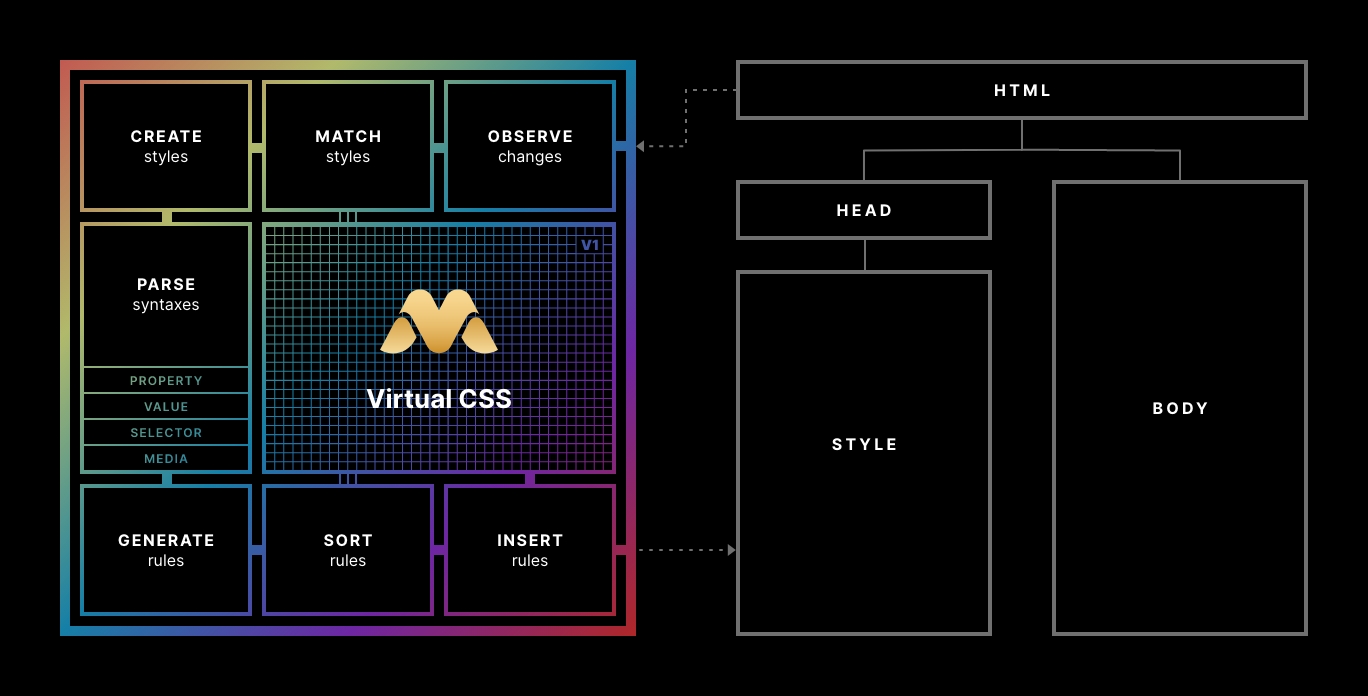 CREATE
styles
MATCH
styles
OBSERVE
changes
PARSE
syntaxes
PROPERTY
VALUE
SELECTOR
MEDIA
V1
Virtual CSS
GENERATE
rules
SORT
rules
INSERT
rules
HTML
HEAD
STYLE
BODY